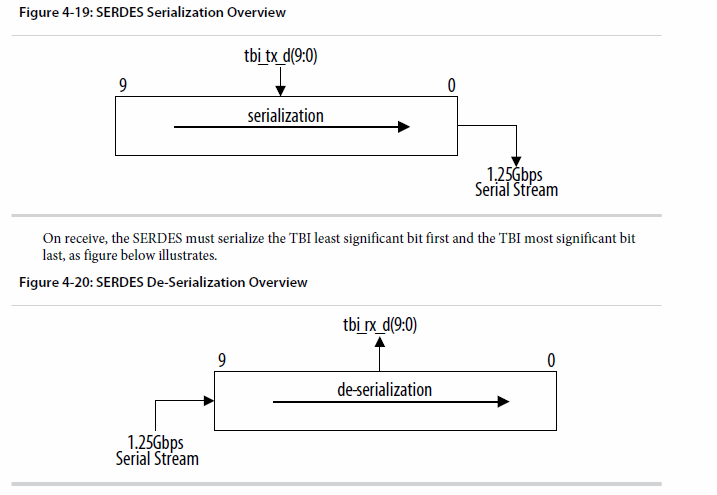 Figure 4-19: SERDES Serialization Overview
tbi_tx_d(9:0)
9 0
serialization
1.25Gbps
Serial Stream
On receive, the SERDES must serialize the TBI least significant bit first and the TBI most significant bit
last, as figure below illustrates.
Figure 4-20: SERDES De-Serialization Overview
tbi_rx_d(9:0)
9 0
de-serialization
1.25Gbps
Serial Stream